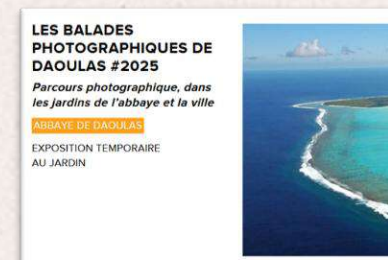 LES BALADES
PHOTOGRAPHIQUES DE
DAOULAS #2025
Parcours photographique, dans
les jardins de l'abbaye et la ville
ABBAYE DE DAOULAS
EXPOSITION TEMPORAIRE
AU JARDIN